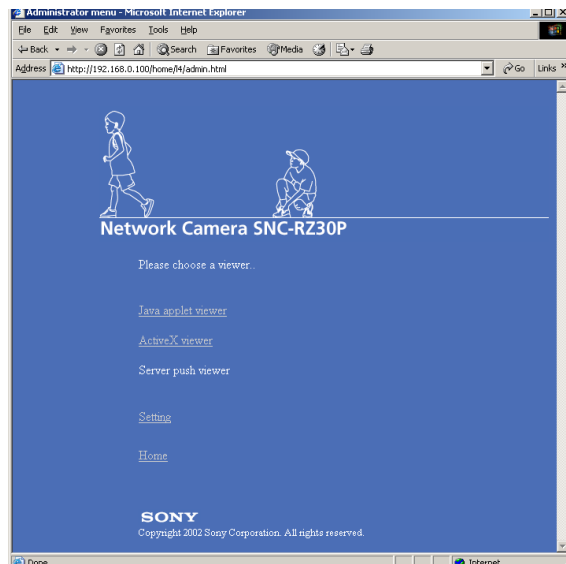 Administrator menu - Microsoft Internet Explorer
File Edit View Favorites Tools Help
Back Search Favorites Media
Address http://192.168.0.100/home/l4/admin.html Go Links »
Network Camera SNC-RZ30P
Please choose a viewer..
Java applet viewer
ActiveX viewer
Server push viewer
Setting
Home
SONY
Copyright 2002 Sony Corporation. All rights reserved.
Done Internet